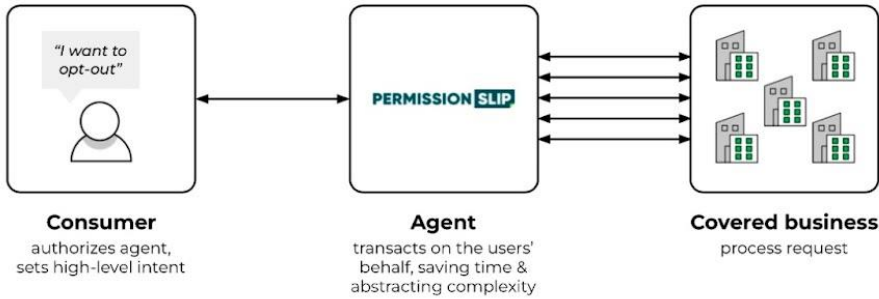 “I want to
opt-out”
PERMISSION SLIP
Consumer
authorizes agent,
sets high-level intent
Agent
transacts on the users’
behalf, saving time &
abstracting complexity
Covered business
process request